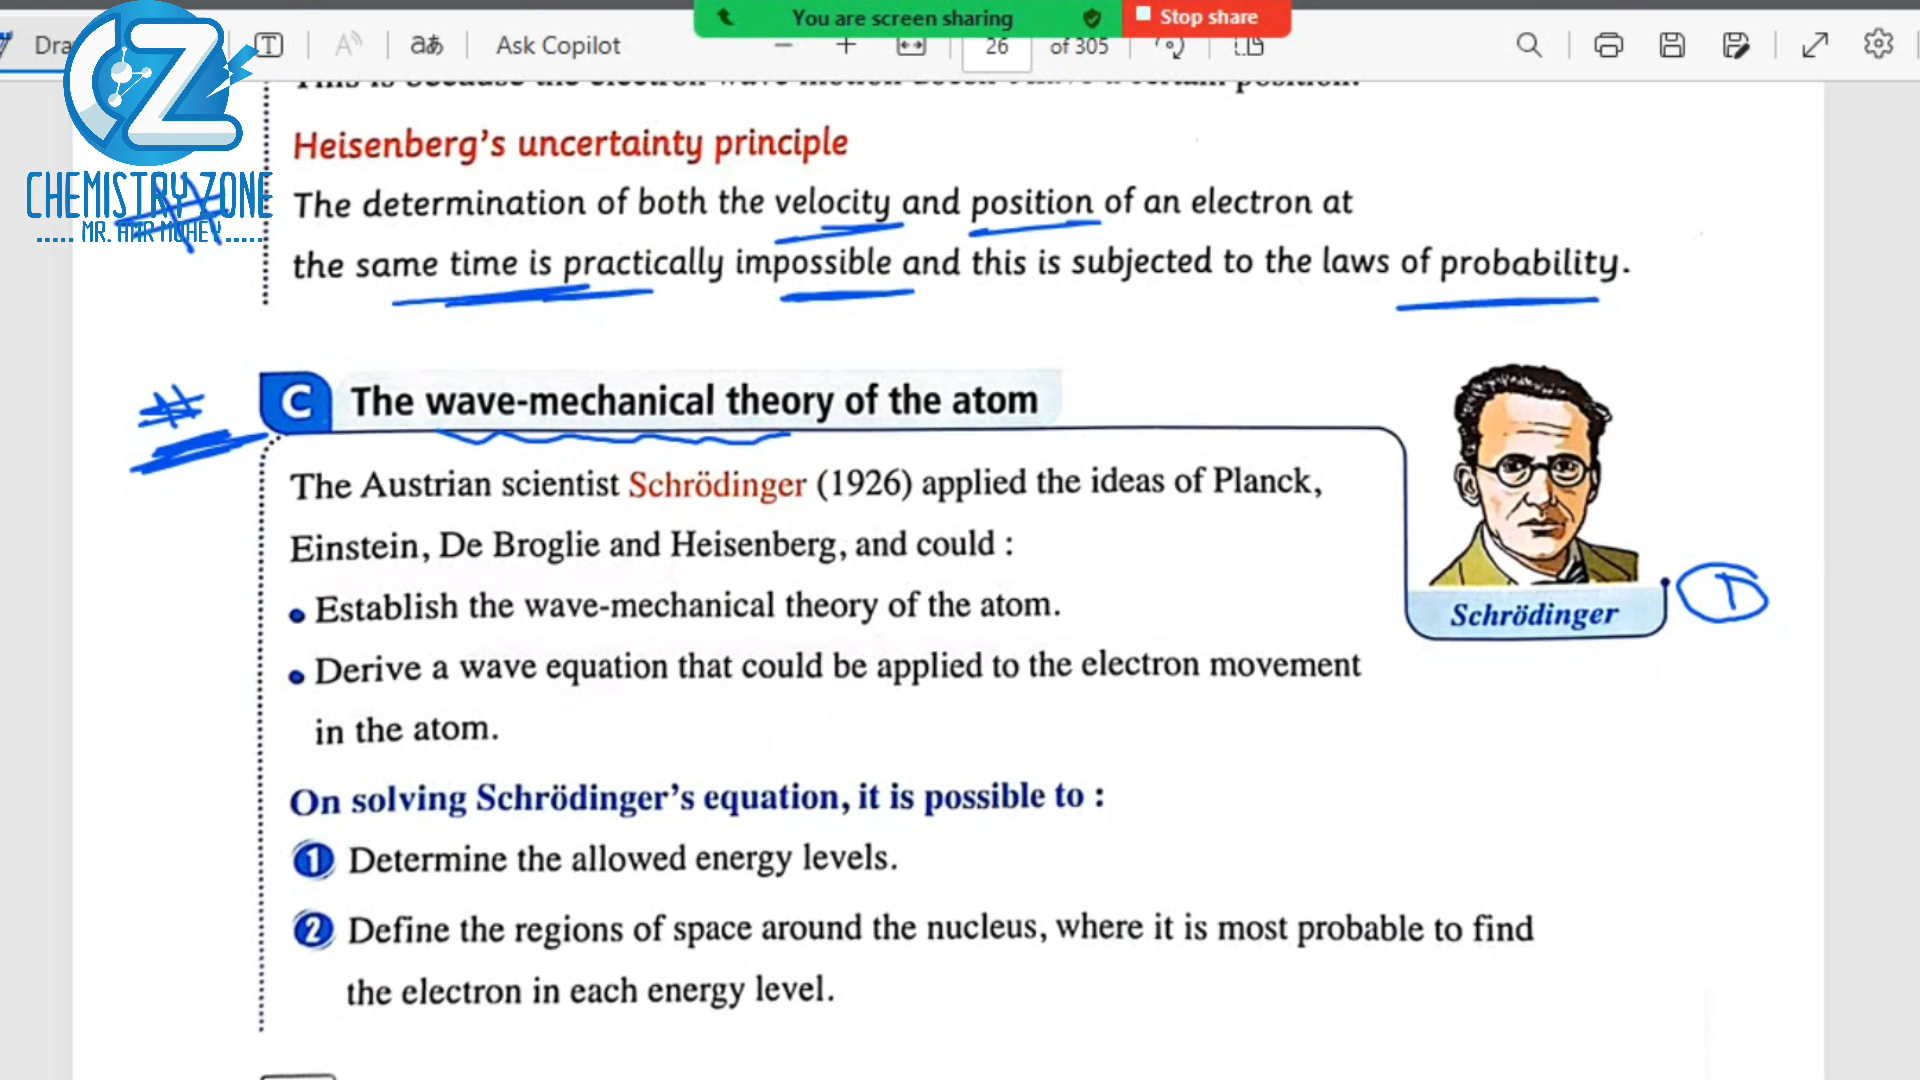 You are screen sharing
Stop share
Ask Copilot
26 of 305
CHEMISTRY ZONE
..... MR. AMR MOHEY.....
Heisenberg's uncertainty principle
The determination of both the velocity and position of an electron at
the same time is practically impossible and this is subjected to the laws of probability.
C The wave-mechanical theory of the atom
The Austrian scientist Schrödinger (1926) applied the ideas of Planck,
Einstein, De Broglie and Heisenberg, and could :
• Establish the wave-mechanical theory of the atom.
• Derive a wave equation that could be applied to the electron movement
in the atom.
Schrödinger
On solving Schrödinger's equation, it is possible to :
1 Determine the allowed energy levels.
2 Define the regions of space around the nucleus, where it is most probable to find
the electron in each energy level.